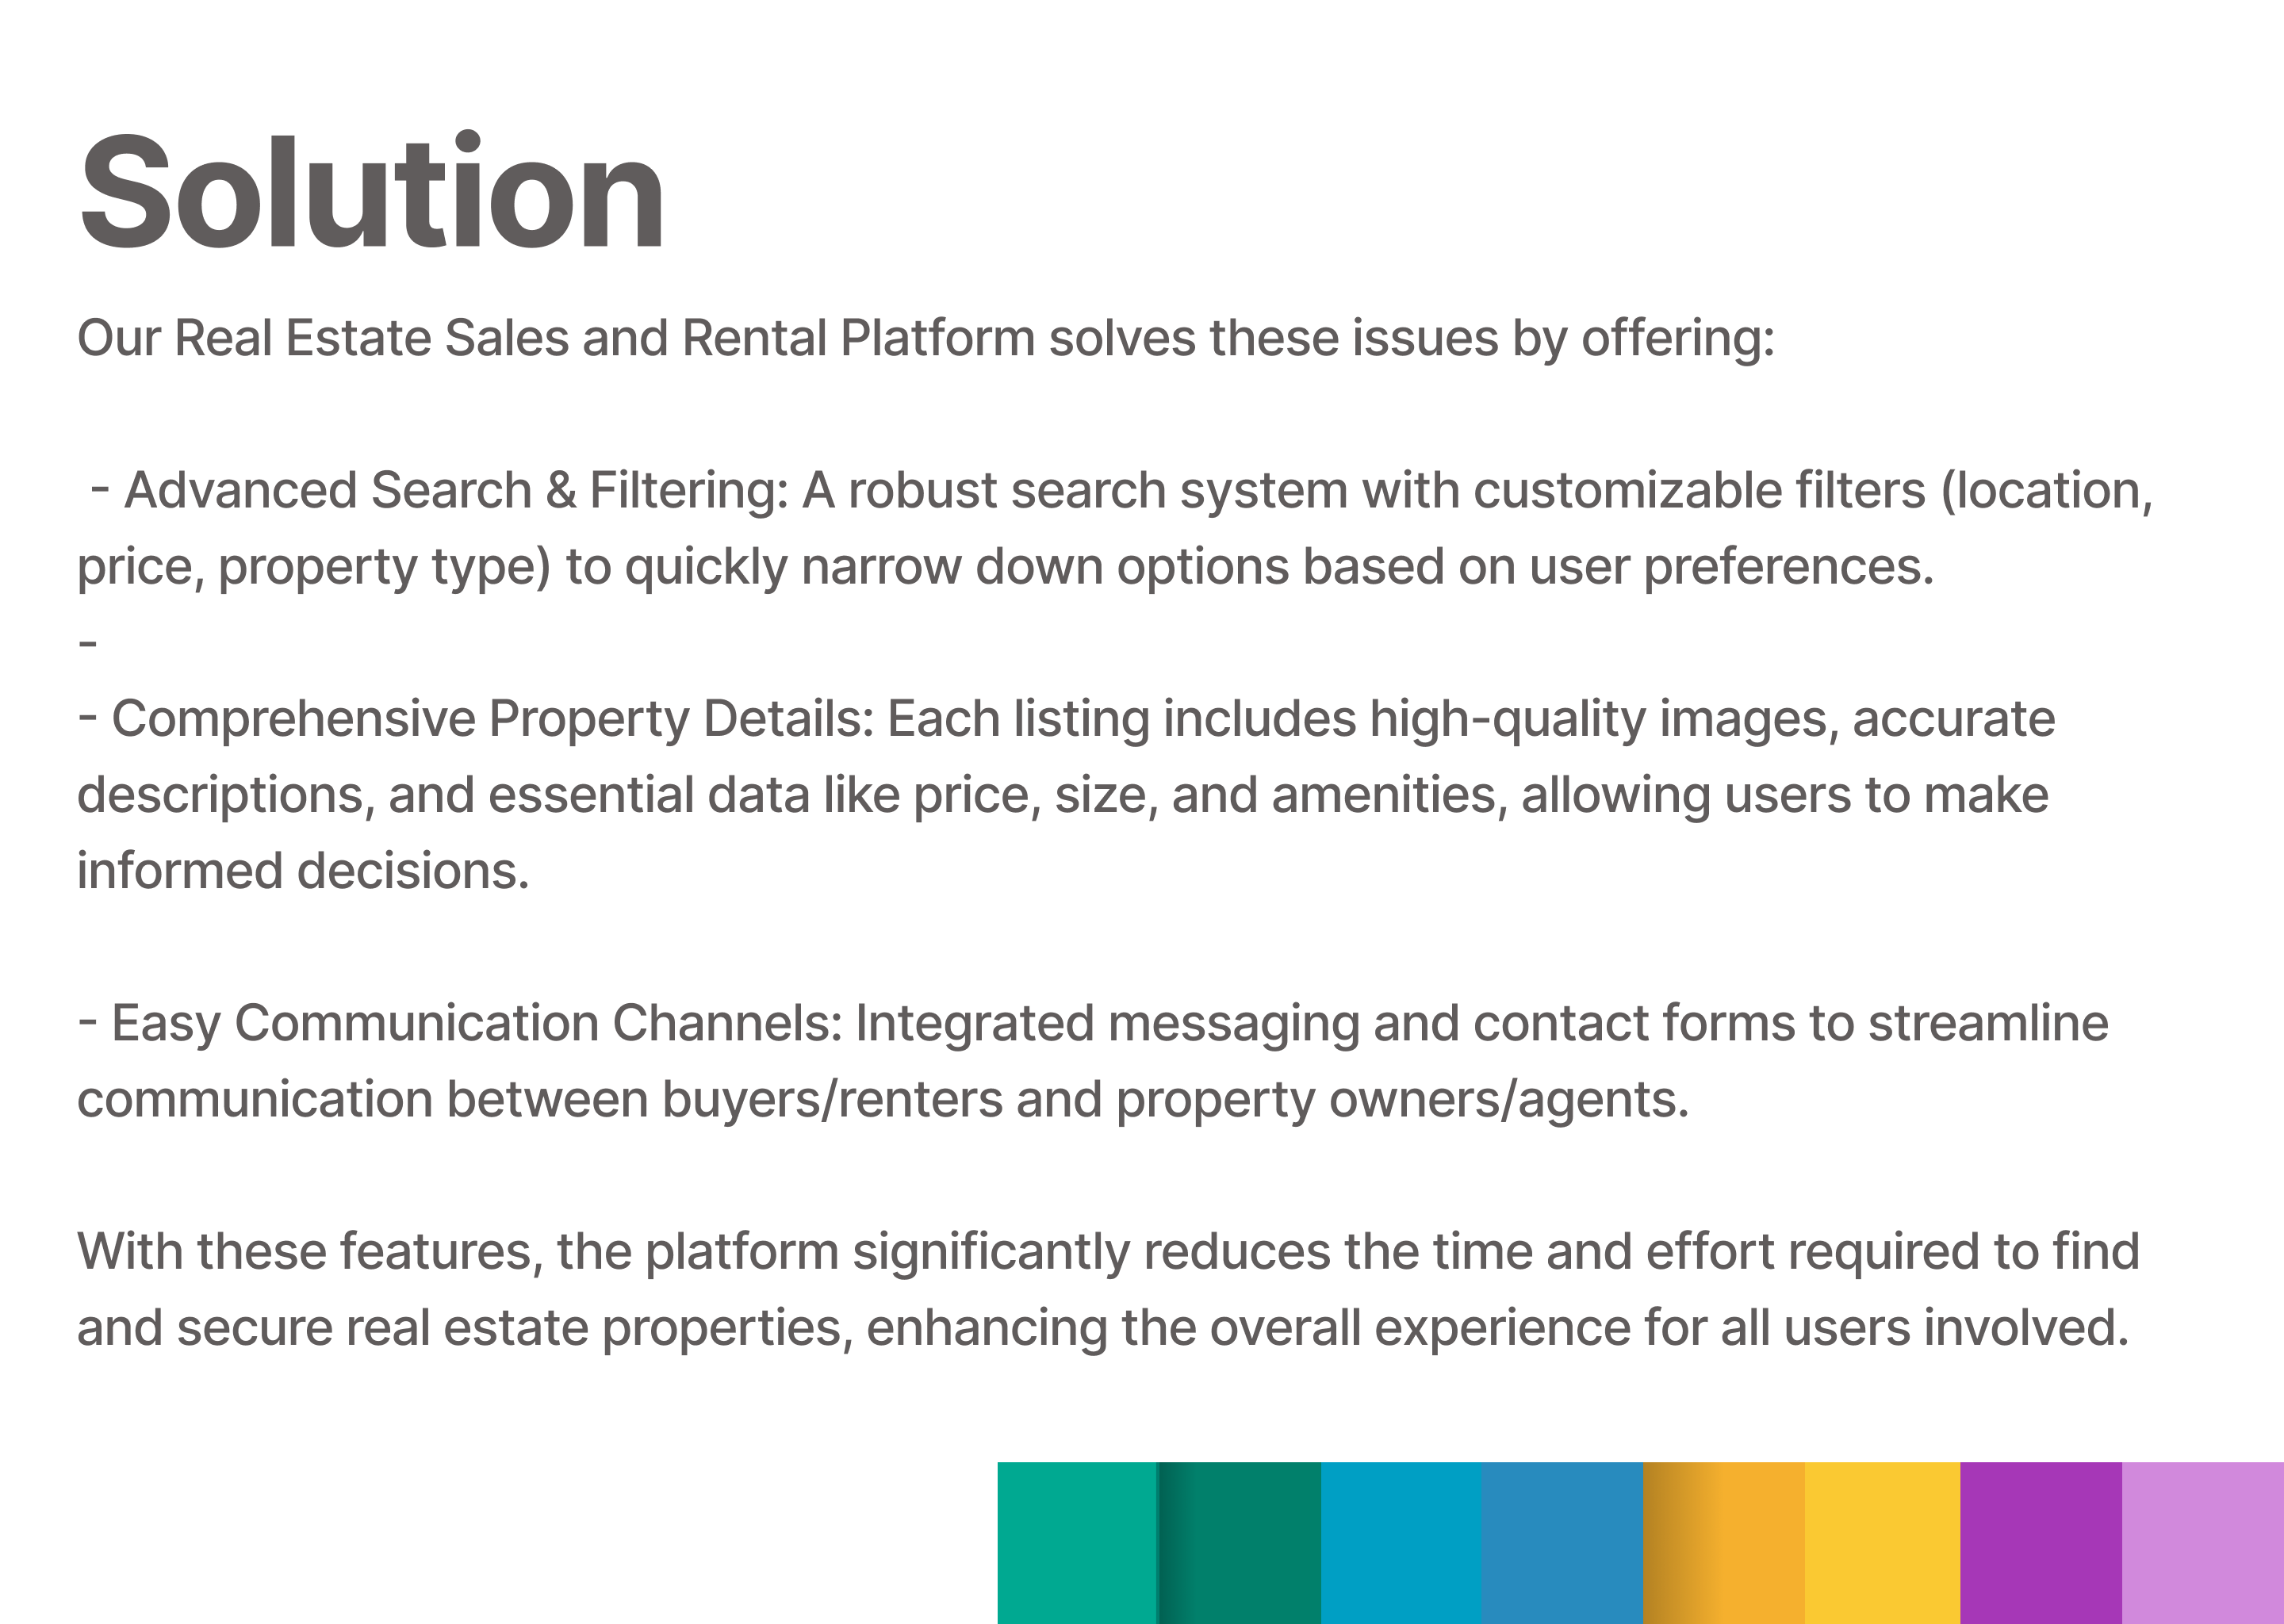 Solution
Our Real Estate Sales and Rental Platform solves these issues by offering:
- Advanced Search & Filtering: A robust search system with customizable filters (location,
price, property type) to quickly narrow down options based on user preferences.
-
- Comprehensive Property Details: Each listing includes high-quality images, accurate
descriptions, and essential data like price, size, and amenities, allowing users to make
informed decisions.
- Easy Communication Channels: Integrated messaging and contact forms to streamline
communication between buyers/renters and property owners/agents.
With these features, the platform significantly reduces the time and effort required to find
and secure real estate properties, enhancing the overall experience for all users involved.